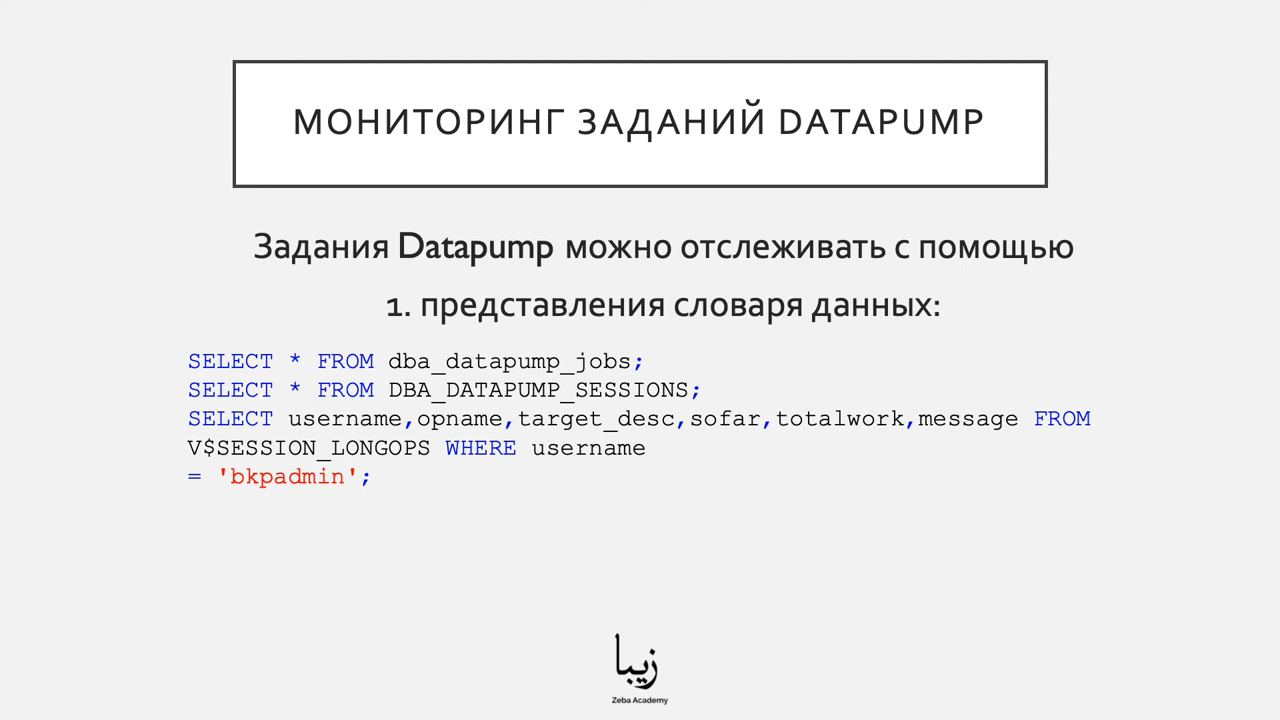 МОНИТОРИНГ ЗАДАНИЙ DATAPUMP
Задания Datapump можно отслеживать с помощью
1. представления словаря данных:
SELECT * FROM dba_datapump_jobs;
SELECT * FROM DBA_DATAPUMP_SESSIONS;
SELECT username,opname,target_desc,sofar,totalwork,message FROM
V$SESSION_LONGOPS WHERE username
= 'bkpadmin';
زيبا
Zeba Academy